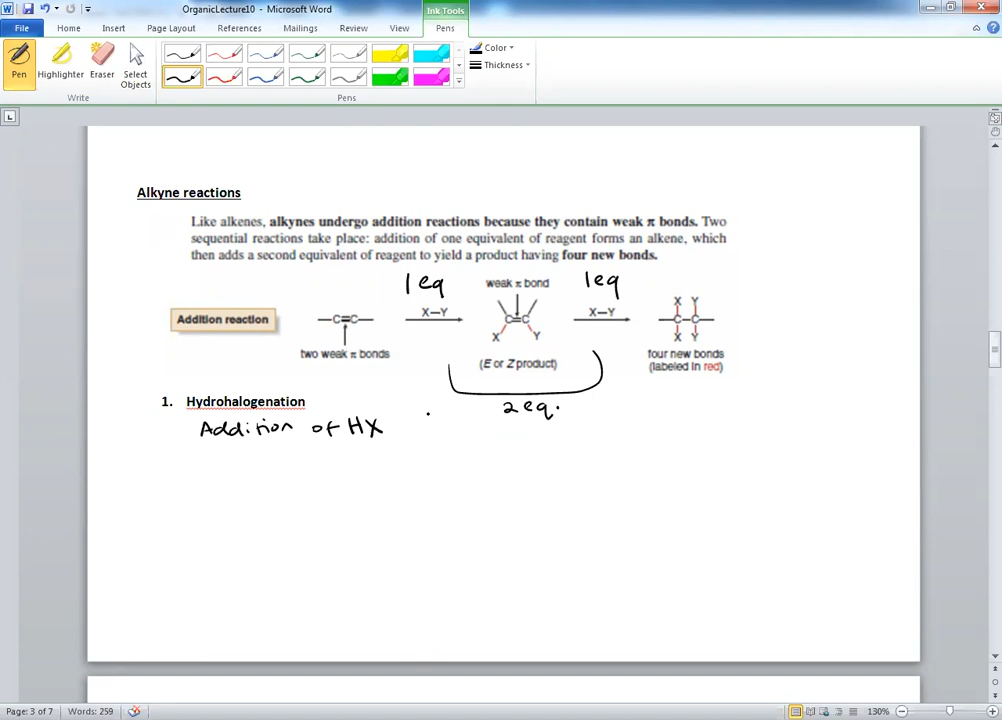 OrganicLecture10 - Microsoft Word
Ink Tools
File Home Insert Page Layout References Mailings Review View Pens
Pen Highlighter Eraser Select Objects
Color
Thickness
Write
Pens
Alkyne reactions
Like alkenes, alkynes undergo addition reactions because they contain weak π bonds. Two
sequential reactions take place: addition of one equivalent of reagent forms an alkene, which
then adds a second equivalent of reagent to yield a product having four new bonds.
1 eq weak π bond 1 eq
X Y
Addition reaction —C≡C— X—Y C=C X—Y —C—C—
X Y X Y
two weak π bonds (E or Z product) four new bonds
(labeled in red)
1. Hydrohalogenation 2 eq.
Addition of HX
Page: 3 of 7 Words: 259 130%